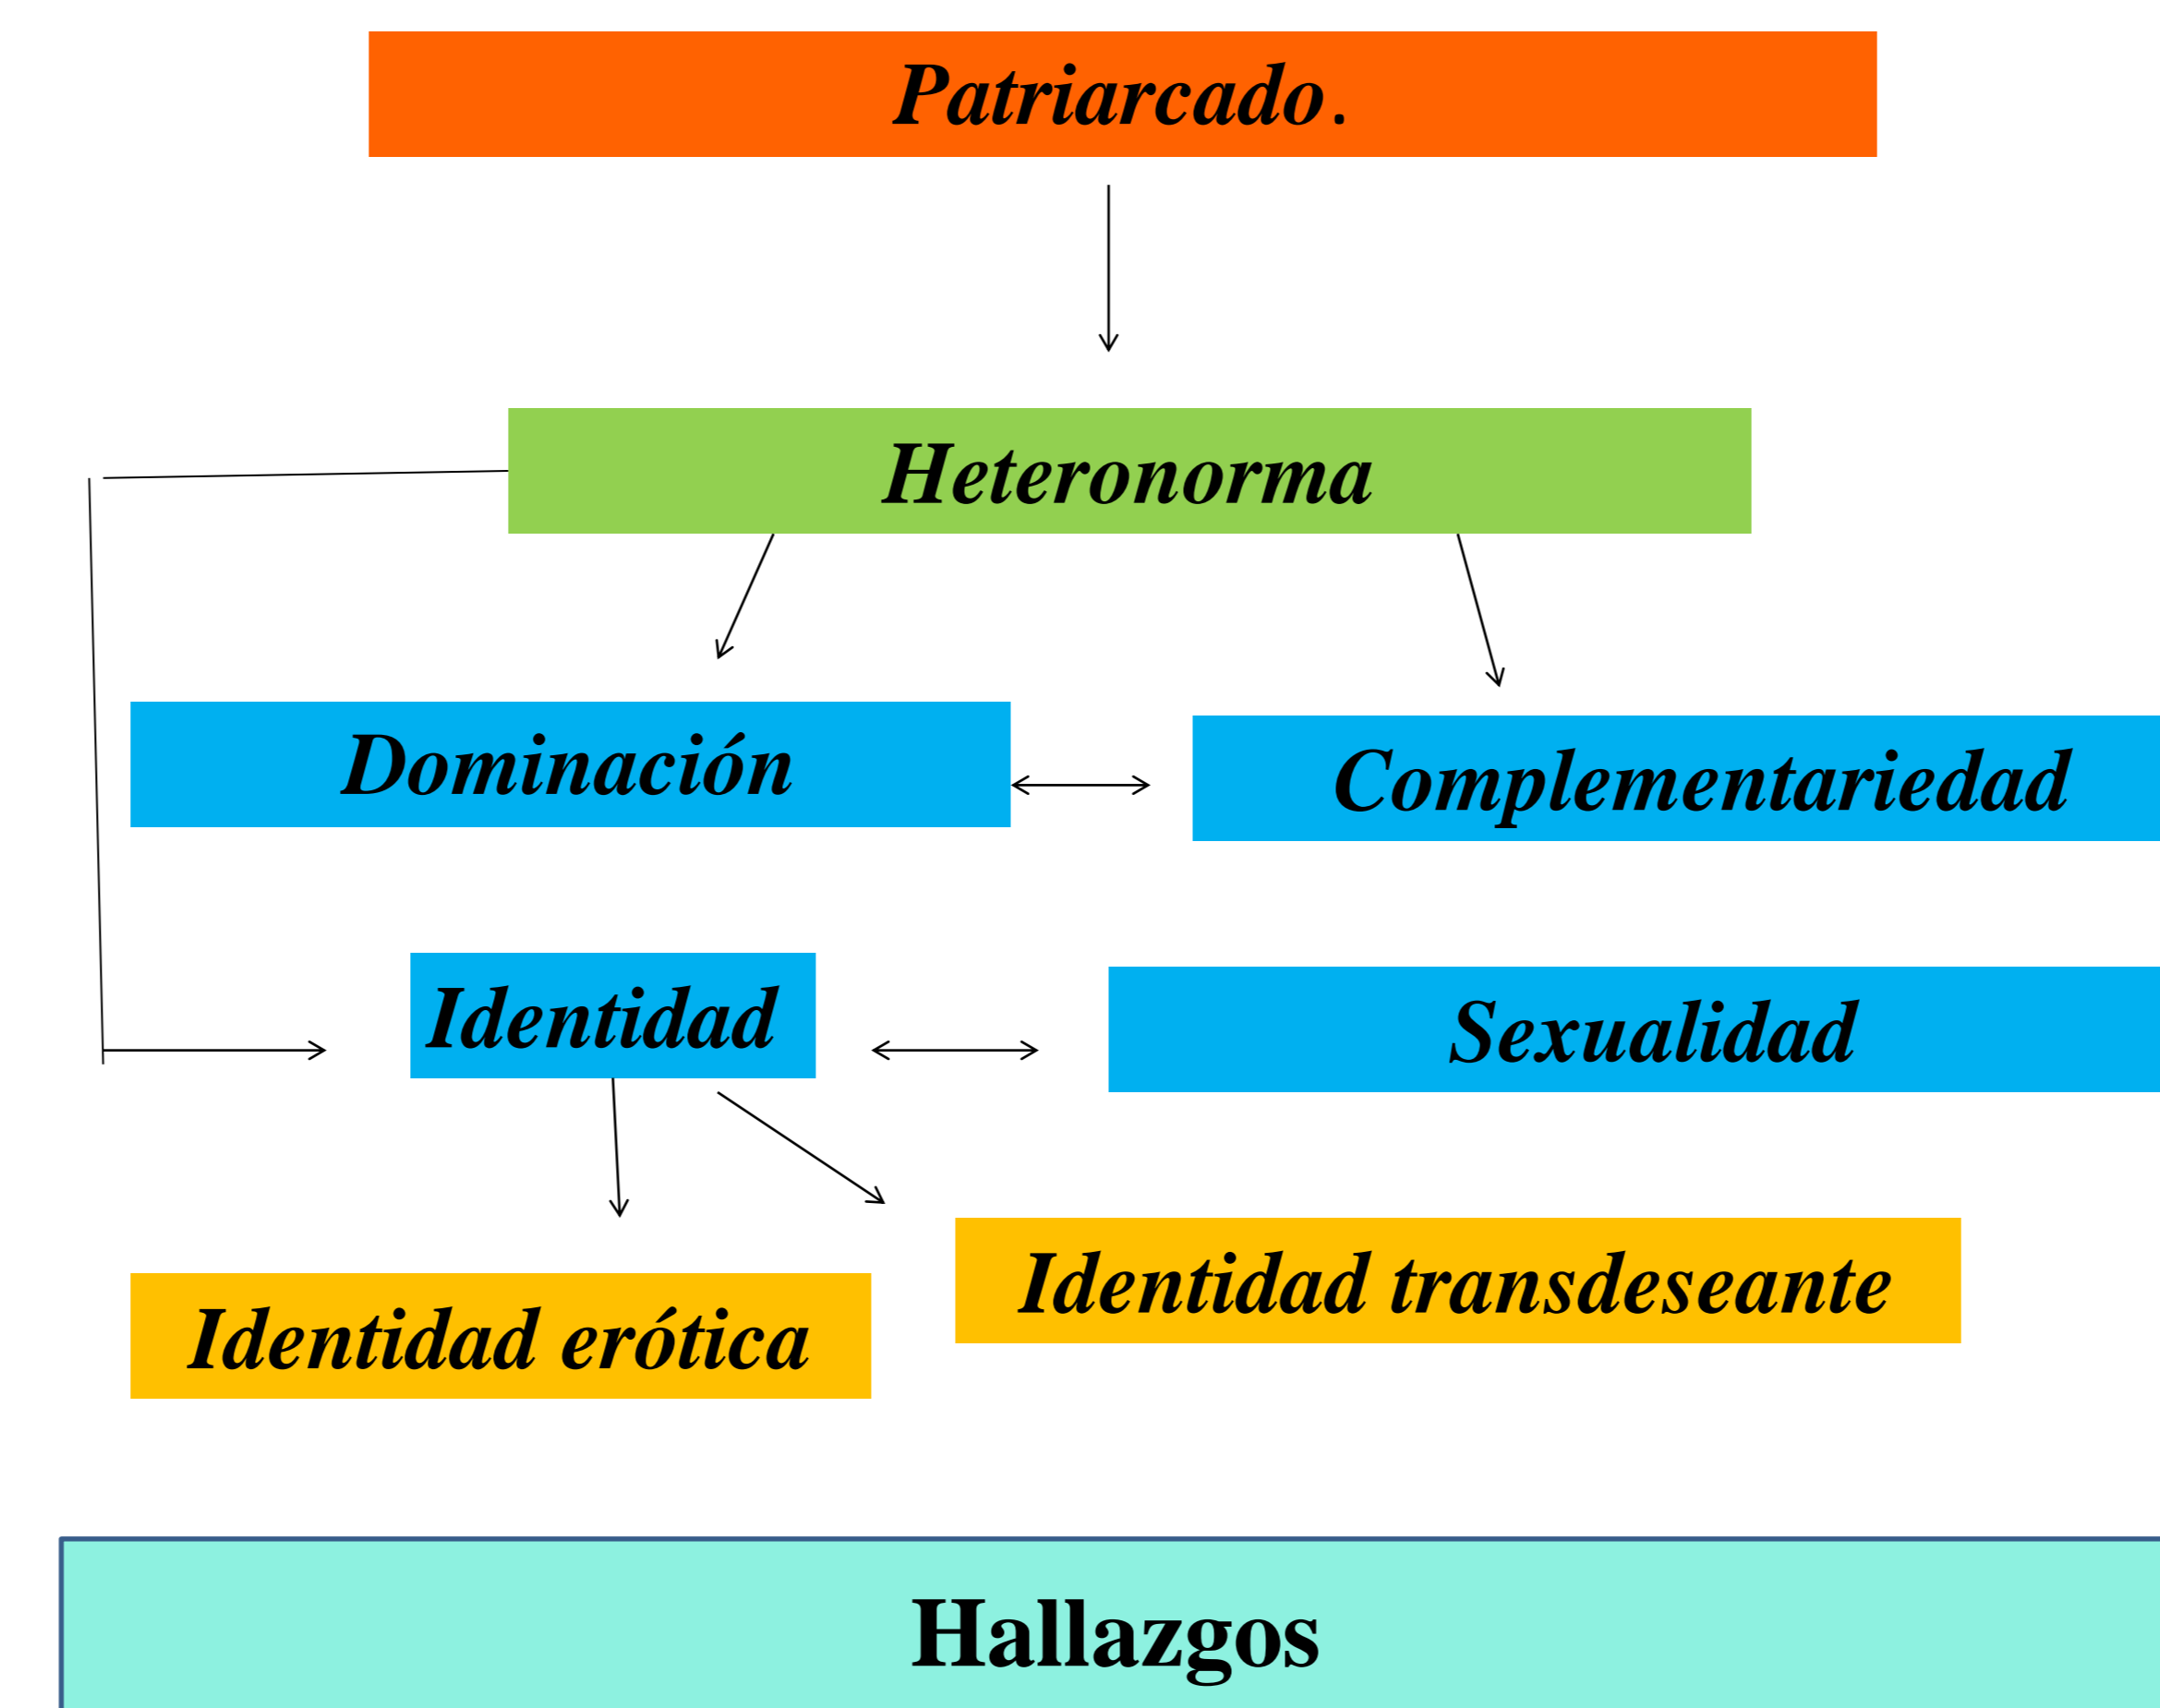 Patriarcado.
Heteronorma
Dominación
Complementariedad
Identidad
Sexualidad
Identidad transdeseante
Identidad erótica
Hallazgos